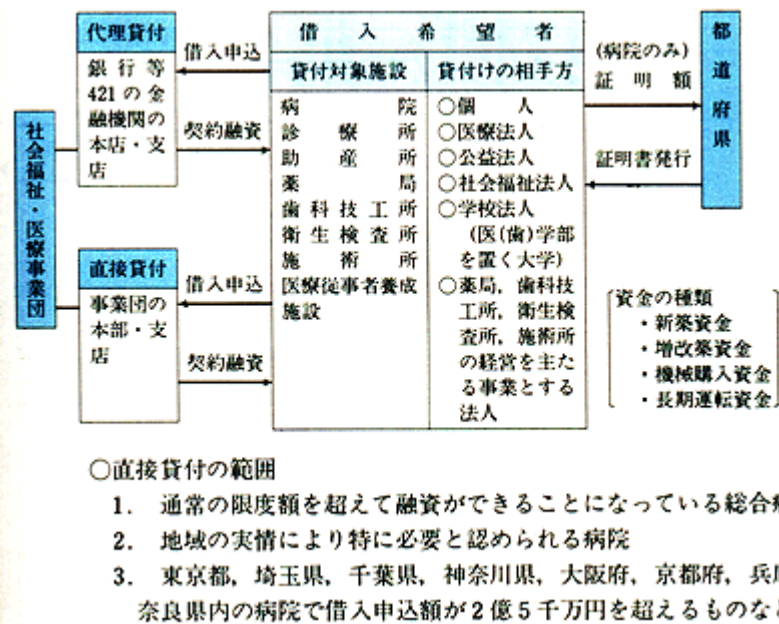 社会福祉・医療事業団
代理貸付
銀行等
421の金
融機関の
本店・支
店
直接貸付
事業団の
本部・支
店
借入申込
契約融資
借入申込
契約融資
借入希望者
貸付対象施設
病院
診療所
助産所
薬局
歯科技工所
衛生検査所
施術所
医療従事者養成
施設
貸付けの相手方
○個人
○医療法人
○公益法人
○社会福祉法人
○学校法人
(医(歯)学部
を置く大学)
○薬局,歯科技
工所,衛生検
査所,施術所
の経営を主た
る事業とする
法人
(病院のみ)
証明額
証明書発行
都道府県
資金の種類
・新築資金
・増改築資金
・機械購入資金
・長期運転資金
○直接貸付の範囲
1. 通常の限度額を超えて融資ができることになっている総合
2. 地域の実情により特に必要と認められる病院
3. 東京都,埼玉県,千葉県,神奈川県,大阪府,京都府,兵
奈良県内の病院で借入申込額が2億5千万円を超えるものな